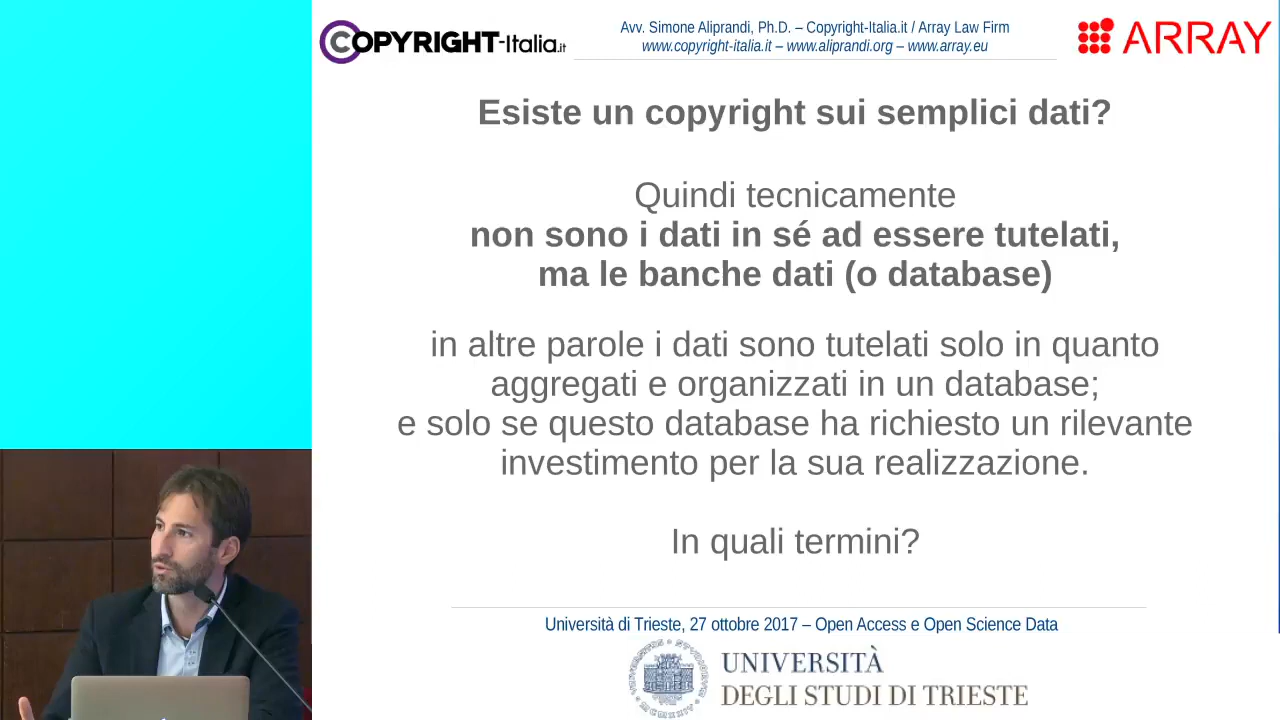 COPYRIGHT-Italia.it
Avv. Simone Aliprandi, Ph.D. – Copyright-Italia.it / Array Law Firm
www.copyright-italia.it – www.aliprandi.org – www.array.eu
ARRAY
Esiste un copyright sui semplici dati?
Quindi tecnicamente
non sono i dati in sé ad essere tutelati,
ma le banche dati (o database)
in altre parole i dati sono tutelati solo in quanto
aggregati e organizzati in un database;
e solo se questo database ha richiesto un rilevante
investimento per la sua realizzazione.
In quali termini?
Università di Trieste, 27 ottobre 2017 – Open Access e Open Science Data
UNIVERSITÀ
DEGLI STUDI DI TRIESTE